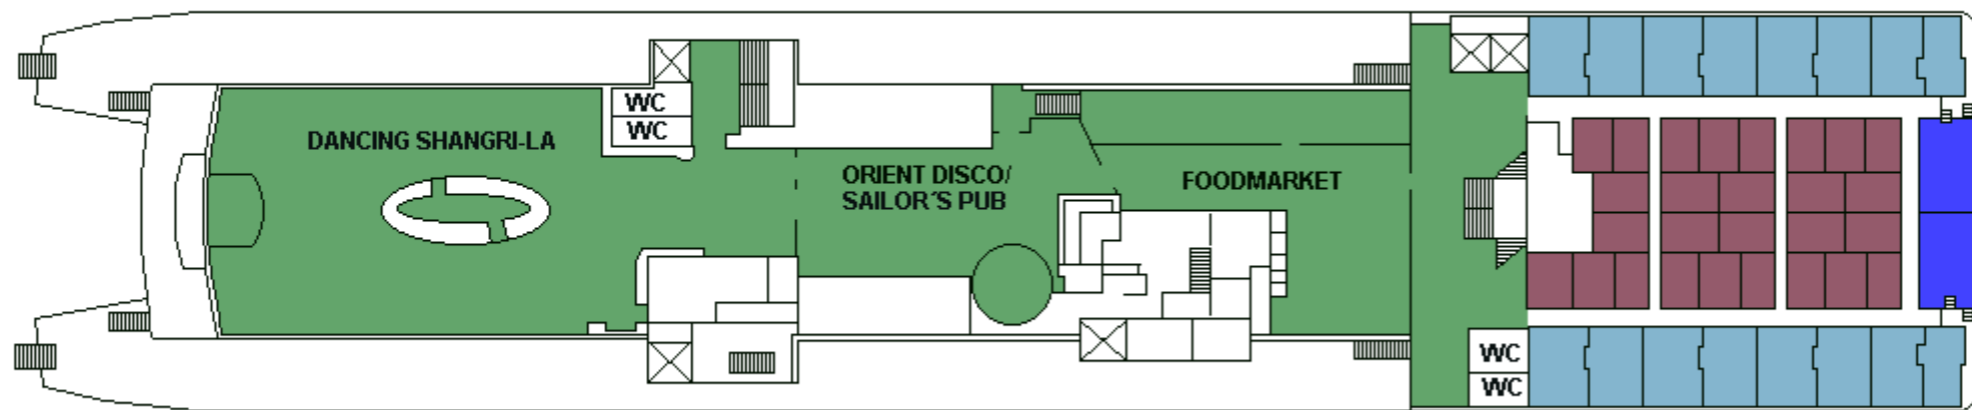 WC
WC
DANCING SHANGRI-LA
ORIENT DISCO/
SAILOR´S PUB
FOODMARKET
WC
WC